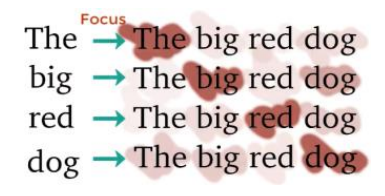 Focus
The → The big red dog
big → The big red dog
red → The big red dog
dog → The big red dog